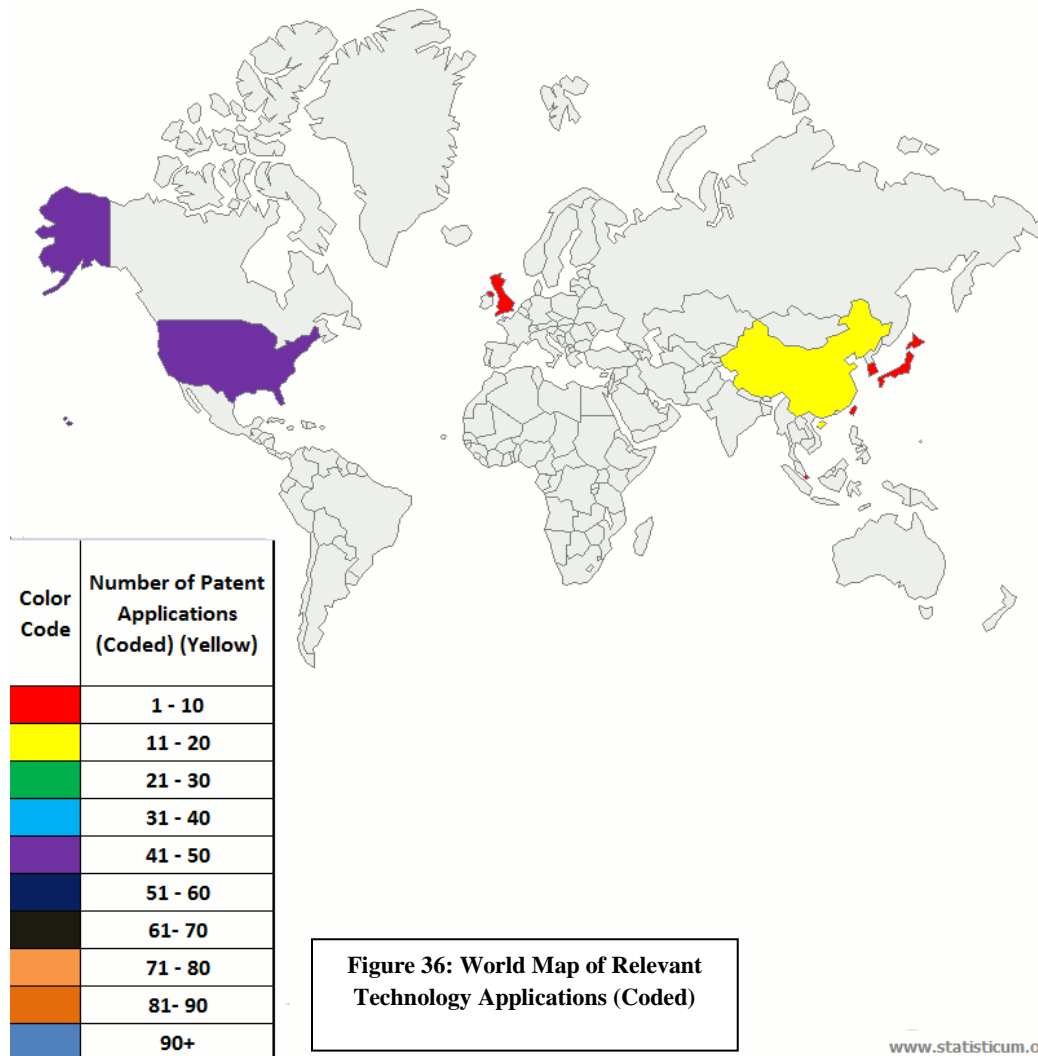 Color
Code
Number of Patent
Applications
(Coded) (Yellow)
1 - 10
11 - 20
21 - 30
31 - 40
41 - 50
51 - 60
61- 70
71 - 80
81- 90
90+
Figure 36: World Map of Relevant
Technology Applications (Coded)
www.statisticum.o